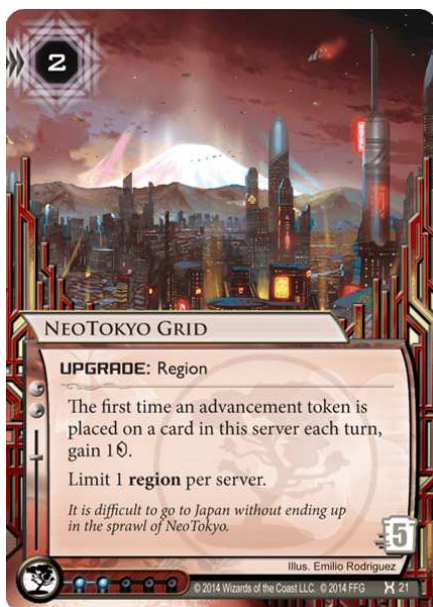 2
NEOTOKYO GRID
UPGRADE: Region
The first time an advancement token is
placed on a card in this server each turn,
gain 1.
Limit 1 region per server.
It is difficult to go to Japan without ending up
in the sprawl of NeoTokyo.
5
Illus. Emilio Rodriguez
© 2014 Wizards of the Coast LLC. © 2014 FFG 21